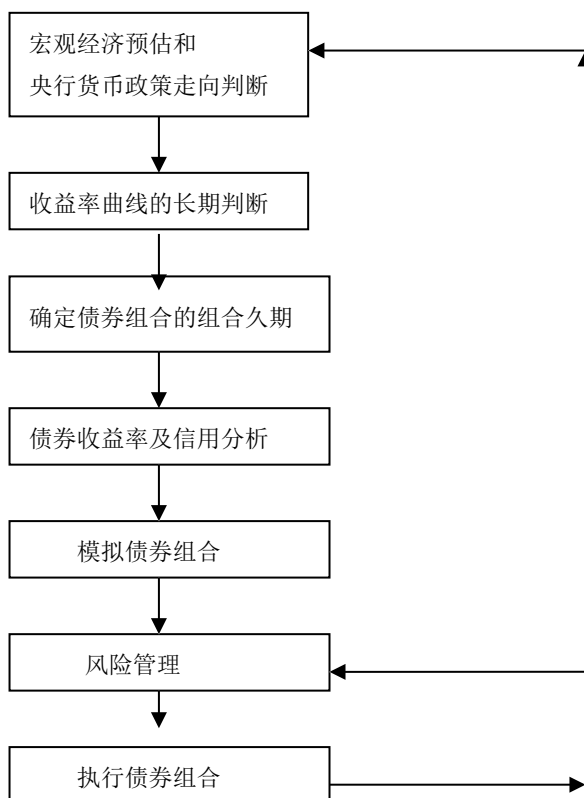 宏观经济预估和
央行货币政策走向判断
收益率曲线的长期判断
确定债券组合的组合久期
债券收益率及信用分析
模拟债券组合
风险管理
执行债券组合